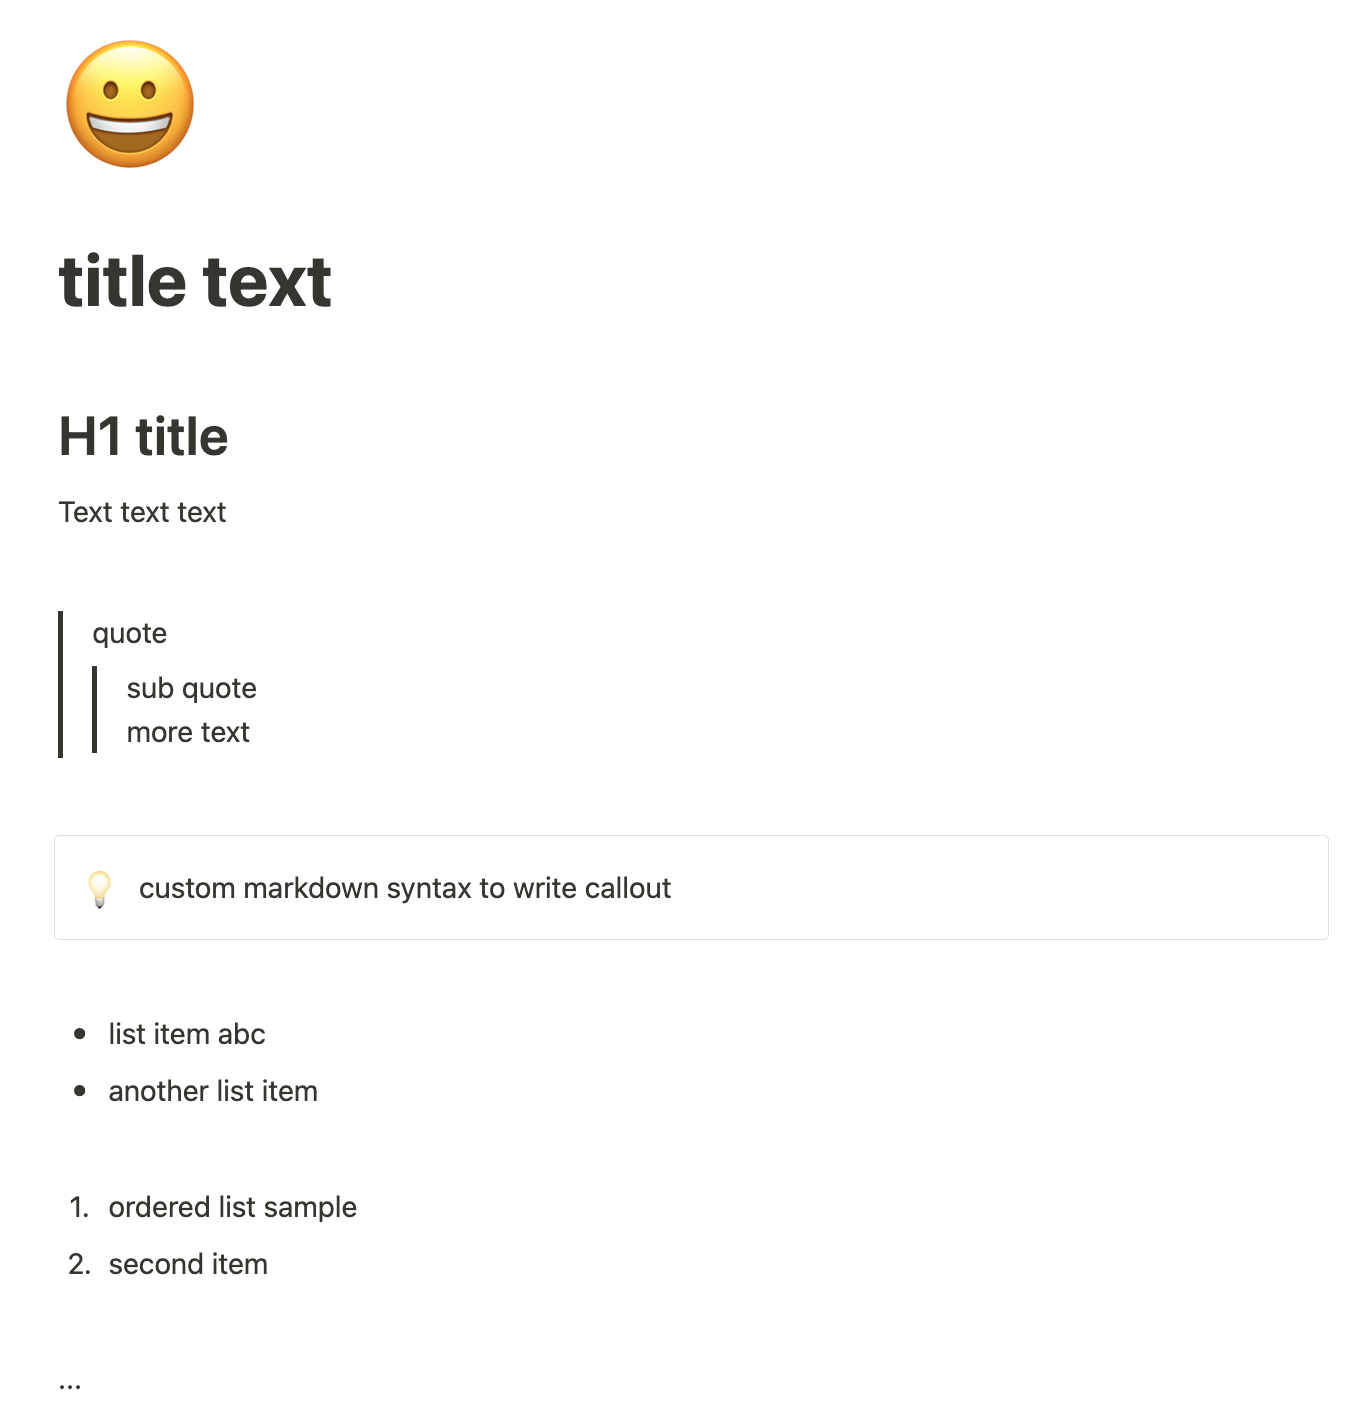 title text
H1 title
Text text text
quote
sub quote
more text
custom markdown syntax to write callout
• list item abc
• another list item
1. ordered list sample
2. second item
...